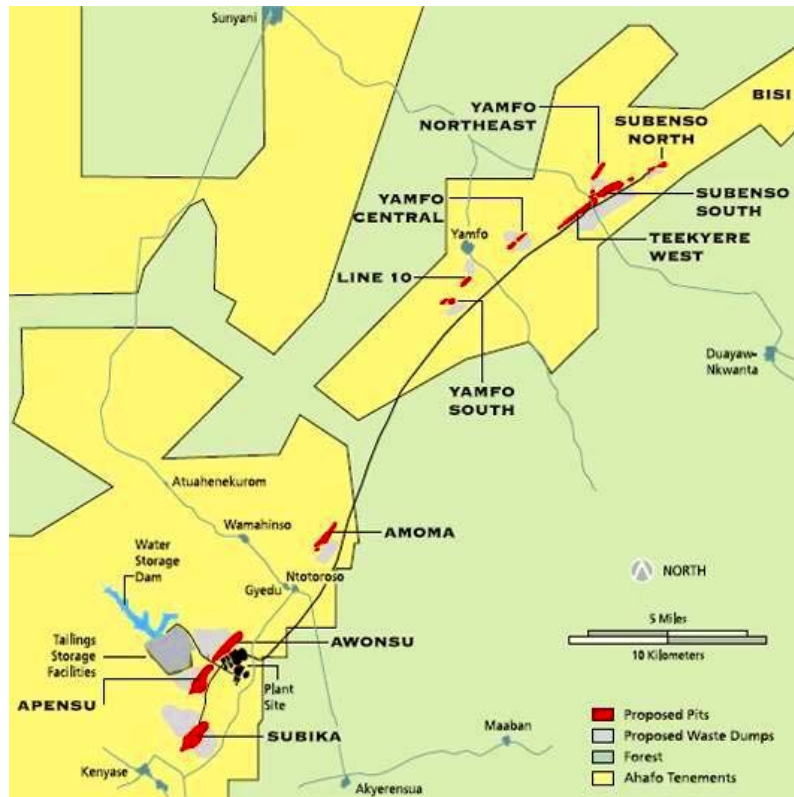 Sunyani
BISI
YAMFO
NORTHEAST
SUBENSO
NORTH
YAMFO
CENTRAL
SUBENSO
SOUTH
Yamfo
TEEKYERE
WEST
LINE 10
Duayaw-
Nkwanta
YAMFO
SOUTH
Atuahenekurom
Wamahinso
AMOMA
Water
Storage
Dam
Ntotoroso
NORTH
Gyedu
5 Miles
10 Kilometers
Tailings
Storage
Facilities
AWONSU
Plant
Site
APENSU
SUBIKA
Maaban
Kenyase
Akyerensua
Proposed Pits
Proposed Waste Dumps
Forest
Ahafo Tenements